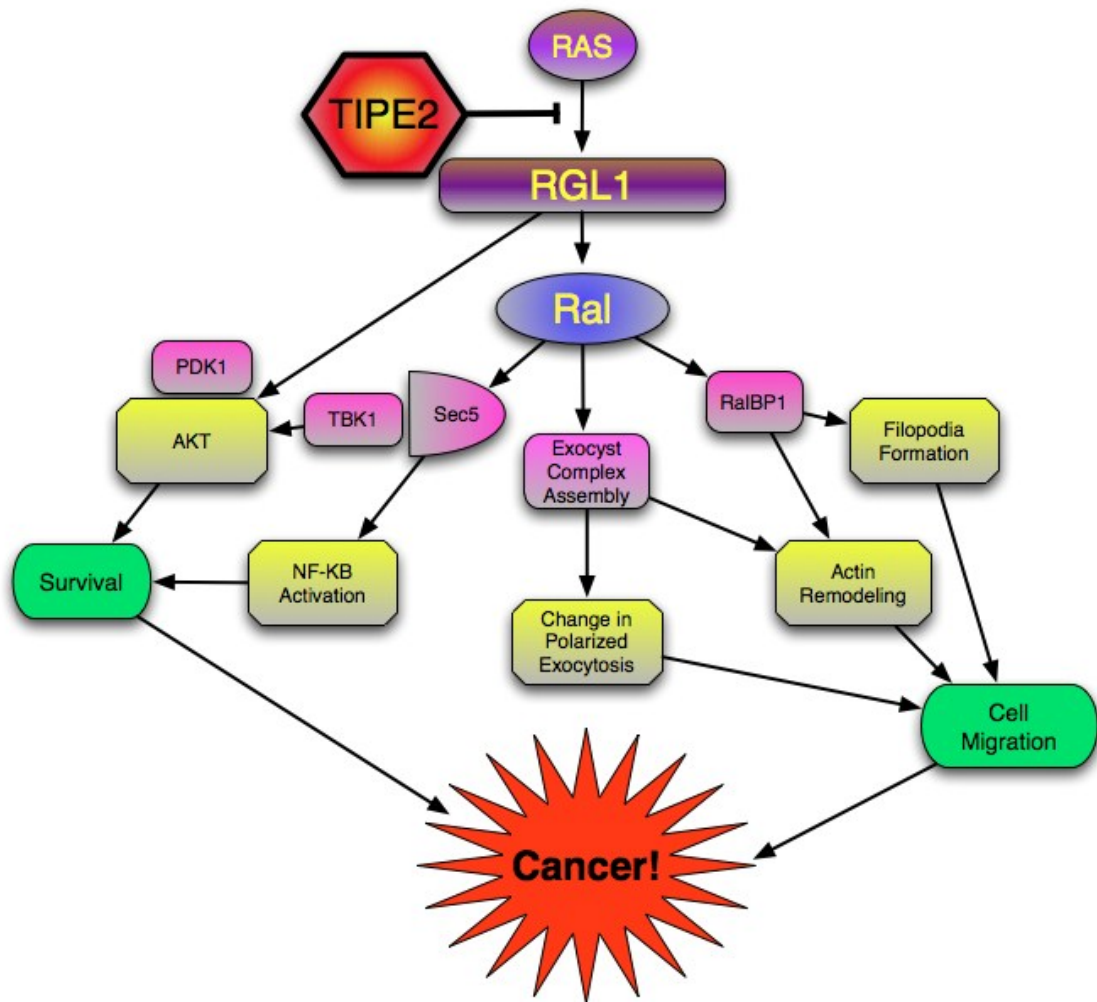 RAS
TIPE2
RGL1
Ral
PDK1
AKT
TBK1
Sec5
RalBP1
Filopodia
Formation
Exocyst
Complex
Assembly
Survival
NF-KB
Activation
Actin
Remodeling
Change in
Polarized
Exocytosis
Cell
Migration
Cancer!